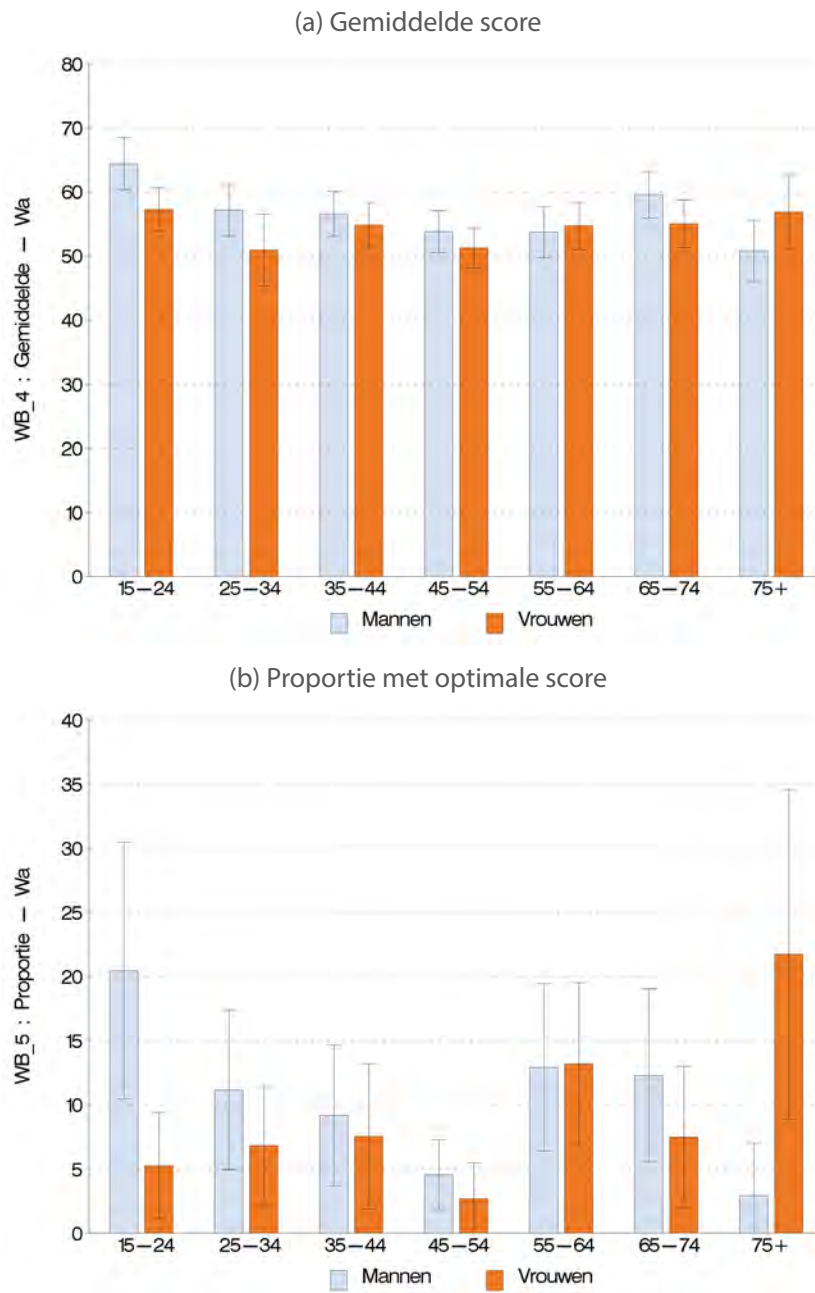 (a) Gemiddelde score
WB_4 : Gemiddelde – Wa
80
70
60
50
40
30
20
10
0
15–24 25–34 35–44 45–54 55–64 65–74 75+
Mannen Vrouwen
(b) Proportie met optimale score
WB_5 : Proportie – Wa
40
35
30
25
20
15
10
5
0
15–24 25–34 35–44 45–54 55–64 65–74 75+
Mannen Vrouwen